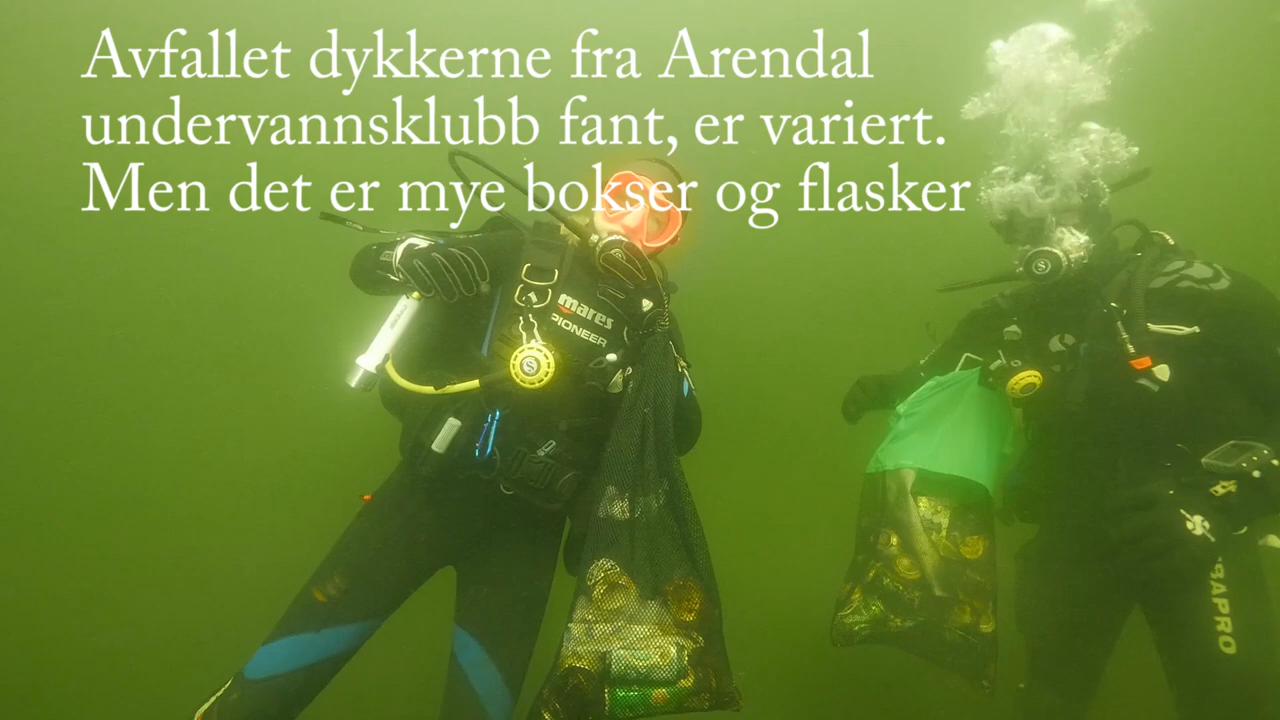 Avfallet dykkerne fra Arendal
undervannsklubb fant, er variert.
Men det er mye bokser og flasker
mares
PIONEER
S
S